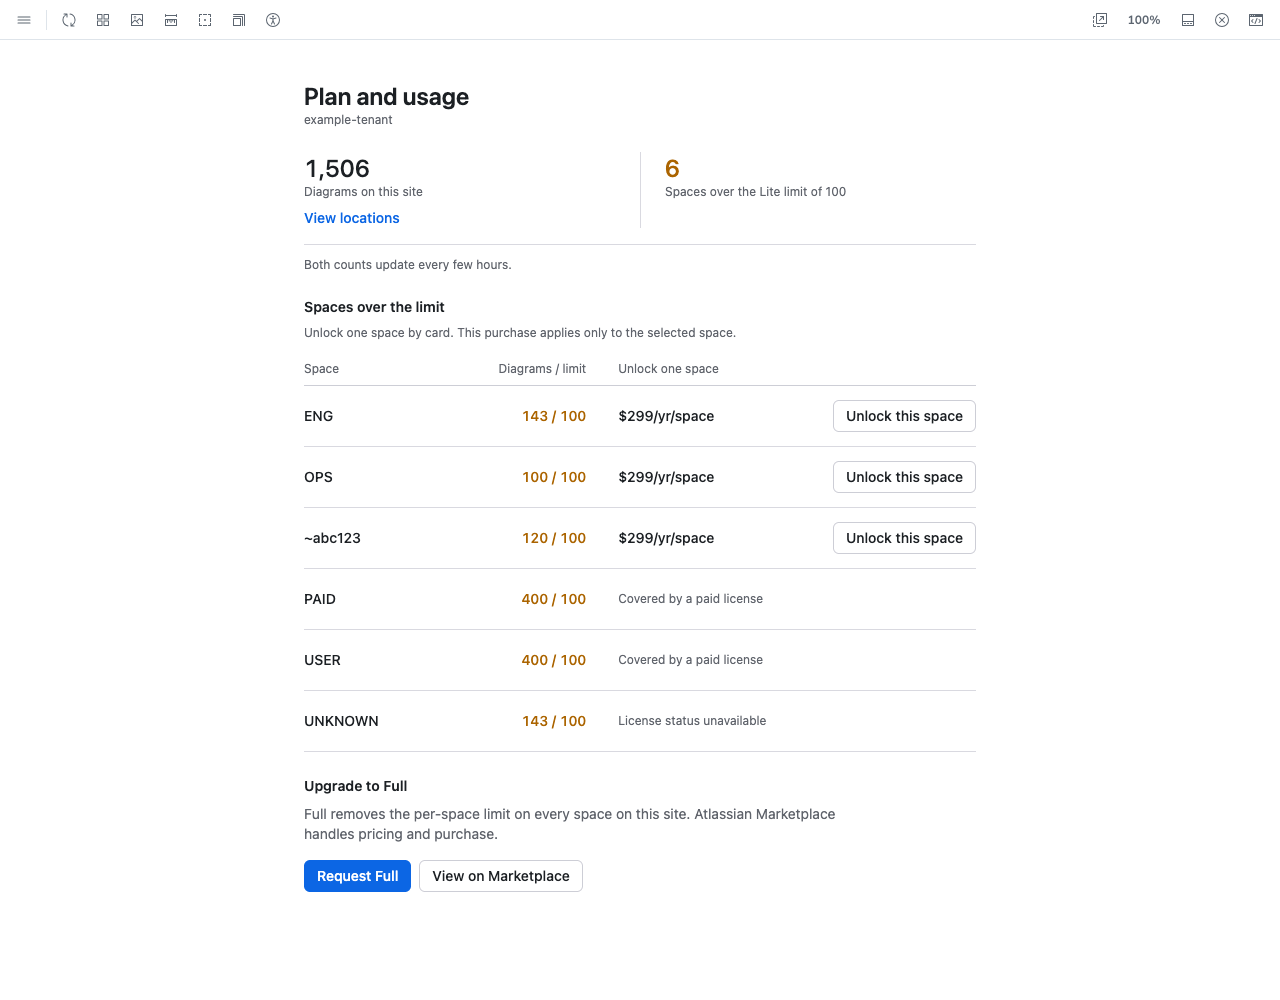 100%
Plan and usage
example-tenant
1,506
Diagrams on this site
View locations
6
Spaces over the Lite limit of 100
Both counts update every few hours.
Spaces over the limit
Unlock one space by card. This purchase applies only to the selected space.
Space Diagrams / limit Unlock one space
ENG 143 / 100 $299/yr/space Unlock this space
OPS 100 / 100 $299/yr/space Unlock this space
~abc123 120 / 100 $299/yr/space Unlock this space
PAID 400 / 100 Covered by a paid license
USER 400 / 100 Covered by a paid license
UNKNOWN 143 / 100 License status unavailable
Upgrade to Full
Full removes the per-space limit on every space on this site. Atlassian Marketplace
handles pricing and purchase.
Request Full View on Marketplace